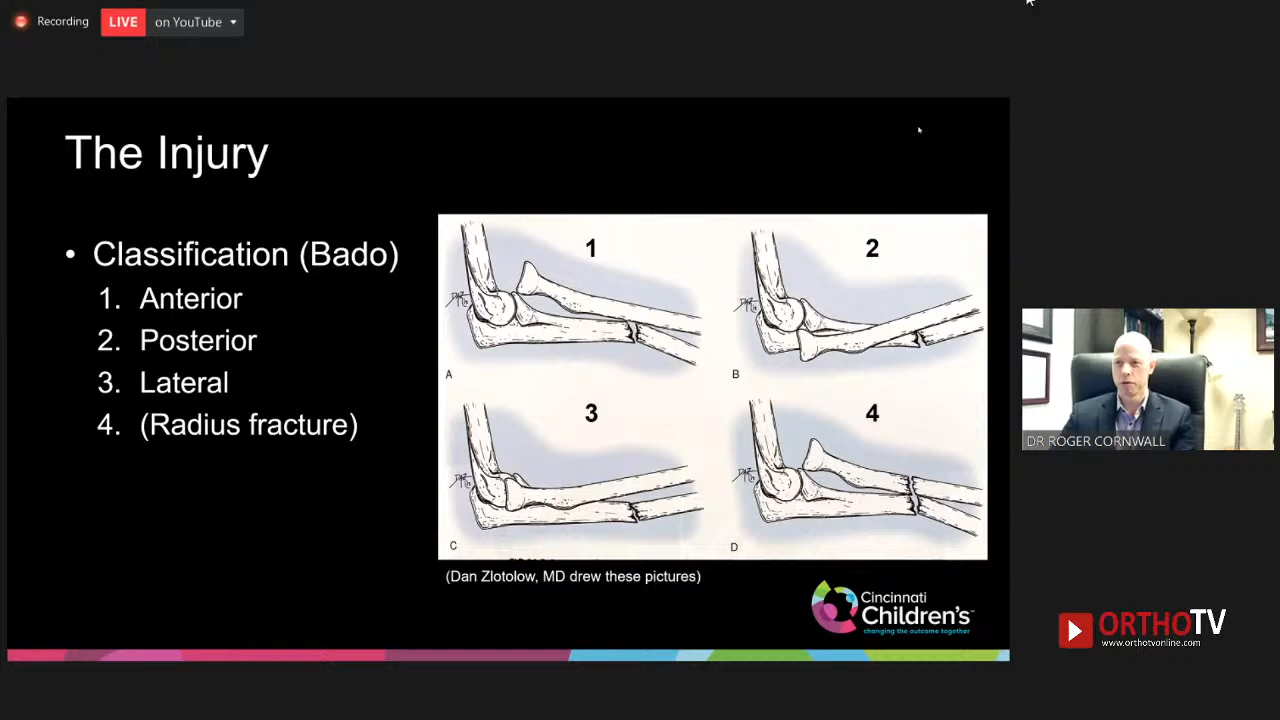 Recording
LIVE on YouTube
The Injury
• Classification (Bado)
1. Anterior
2. Posterior
3. Lateral
4. (Radius fracture)
1
2
A
B
3
4
C
D
(Dan Zlotolow, MD drew these pictures)
Cincinnati
Children's™
changing the outcome together
DR ROGER CORNWALL
ORTHOTV
www.orthotvonline.com